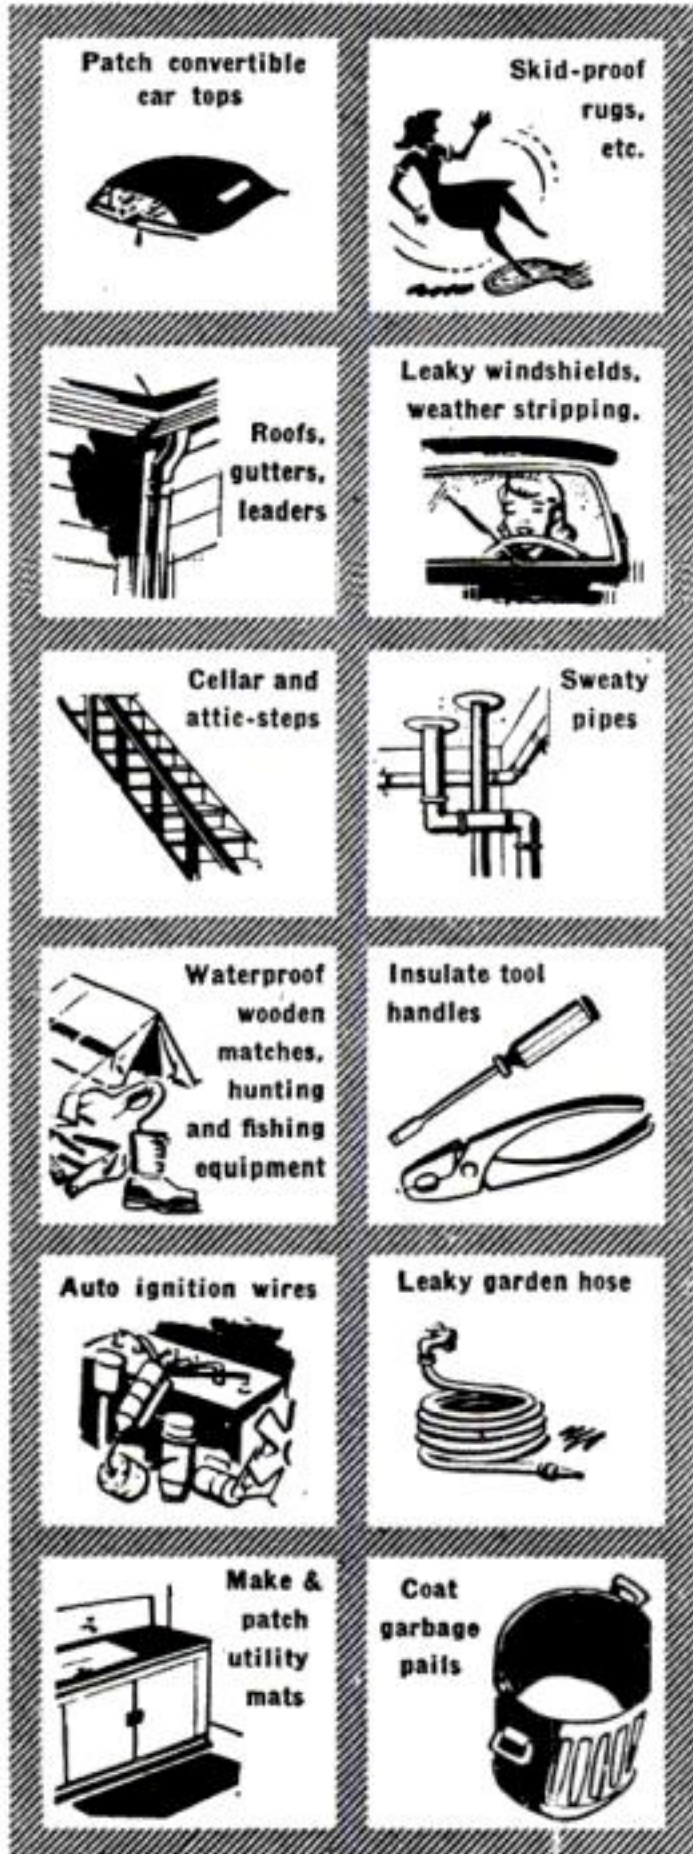 Patch convertible
car tops
Skid-proof
rugs,
etc.
Roofs,
gutters,
leaders
Leaky windshields,
weather stripping,
Cellar and
attic-steps
Sweaty
pipes
Waterproof
wooden
matches,
hunting
and fishing
equipment
Insulate tool
handles
Auto ignition wires
Leaky garden hose
Make &
patch
utility
mats
Coat
garbage
pails